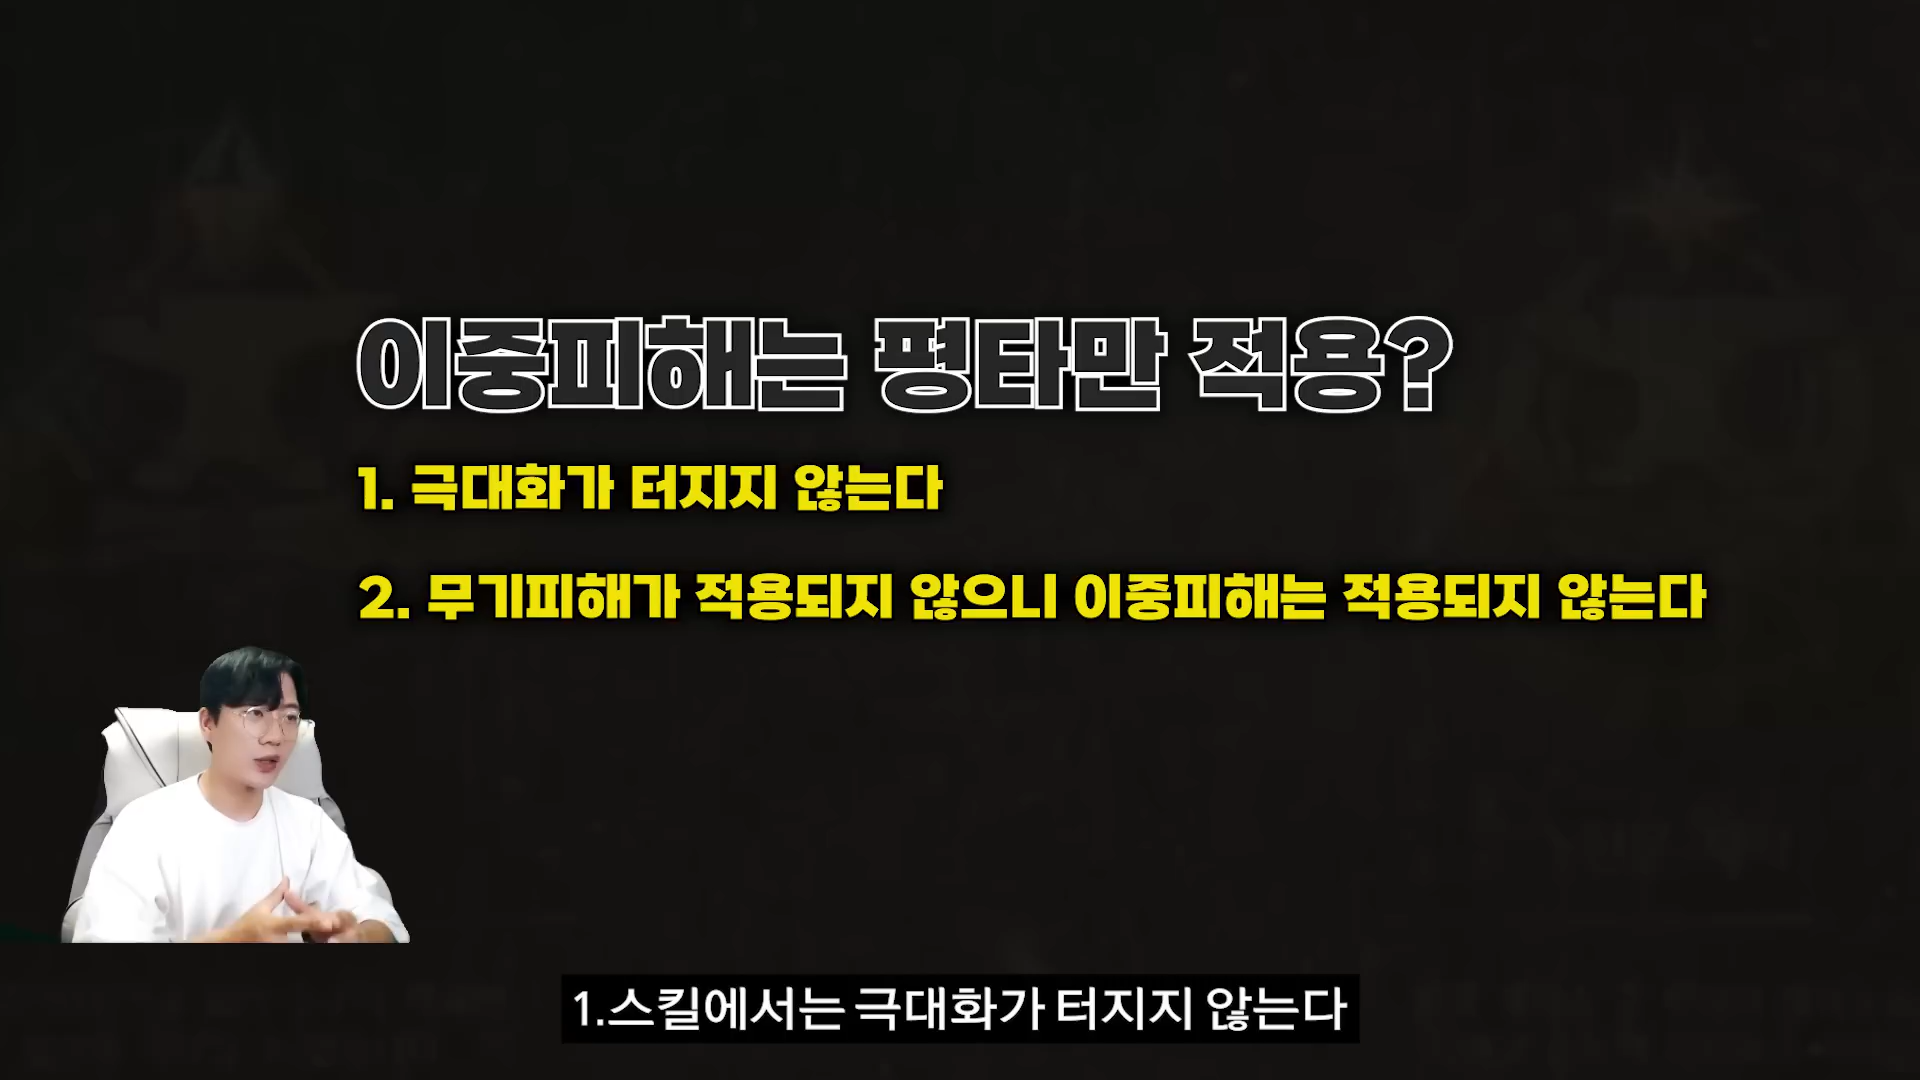 이중피해는 평타만 적용?
1. 극대화가 터지지 않는다
2. 무기피해가 적용되지 않으니 이중피해는 적용되지 않는다
1.스킬에서는 극대화가 터지지 않는다